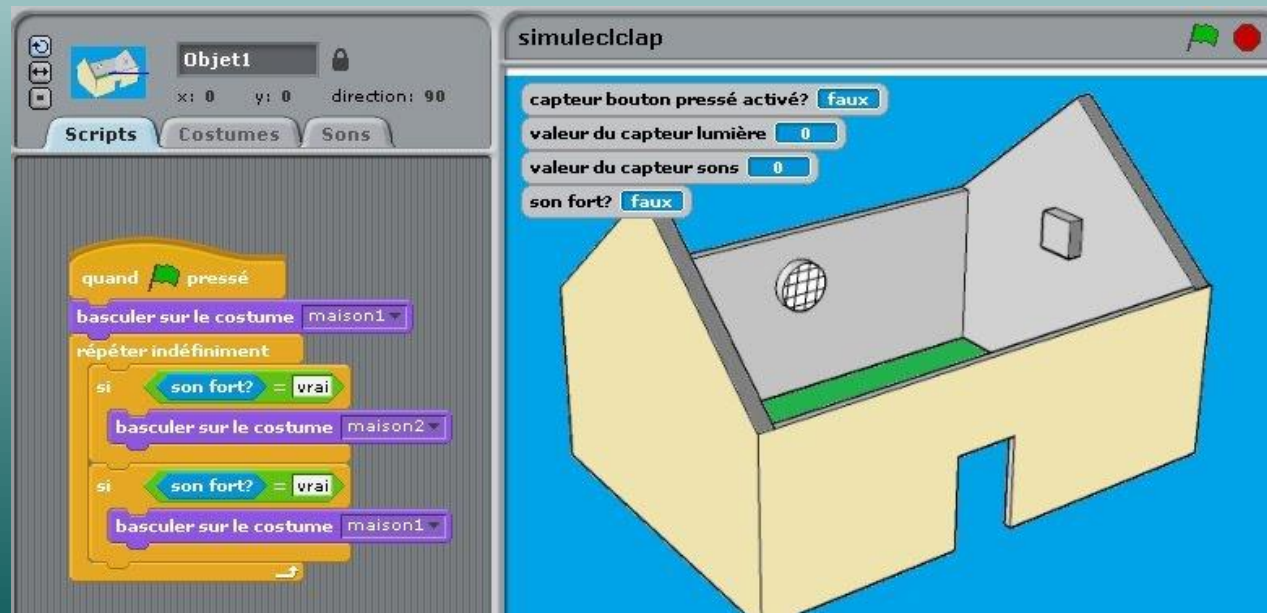 Objet1
x: 0 y: 0 direction: 90
Scripts Costumes Sons
quand pressé
basculer sur le costume maison1
répéter indéfiniment
si son fort? = vrai
basculer sur le costume maison2
si son fort? = vrai
basculer sur le costume maison1
simuleclclap
capteur bouton pressé activé? faux
valeur du capteur lumière 0
valeur du capteur sons 0
son fort? faux